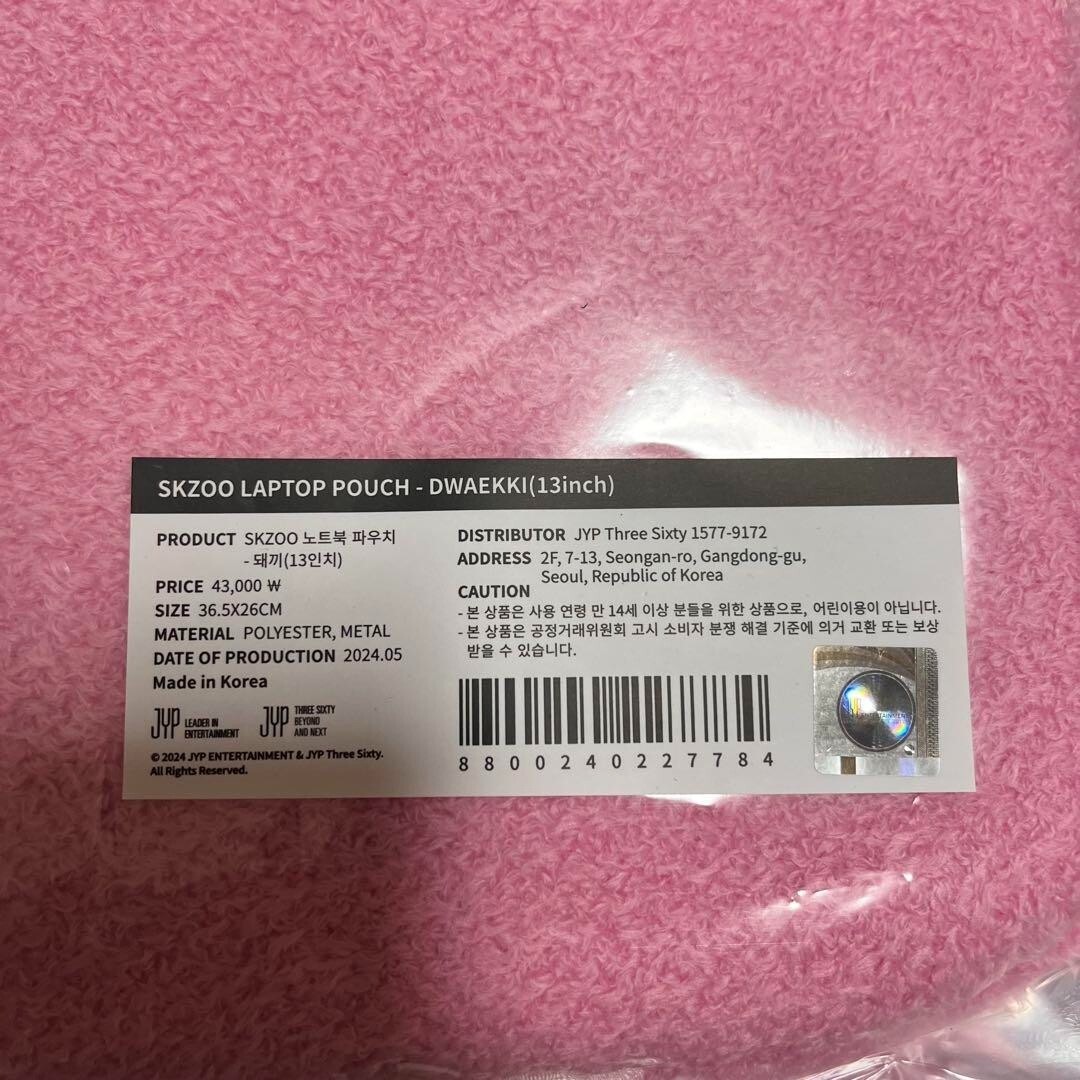 SKZOO LAPTOP POUCH - DWAEKKI(13inch)
PRODUCT SKZOO 노트북 파우치
- 돼끼(13인치)
PRICE 43,000 ₩
SIZE 36.5X26CM
MATERIAL POLYESTER, METAL
DATE OF PRODUCTION 2024.05
Made in Korea
JYP LEADER IN
ENTERTAINMENT
JYP THREE SIXTY
BEYOND
AND NEXT
© 2024 JYP ENTERTAINMENT & JYP Three Sixty.
All Rights Reserved.
DISTRIBUTOR JYP Three Sixty 1577-9172
ADDRESS 2F, 7-13, Seongan-ro, Gangdong-gu,
Seoul, Republic of Korea
CAUTION
- 본 상품은 사용 연령 만 14세 이상 분들을 위한 상품으로, 어린이용이 아닙니다.
- 본 상품은 공정거래위원회 고시 소비자 분쟁 해결 기준에 의거 교환 또는 보상
받을 수 있습니다.
8800240227784
JYP
ENTERTAINMENT